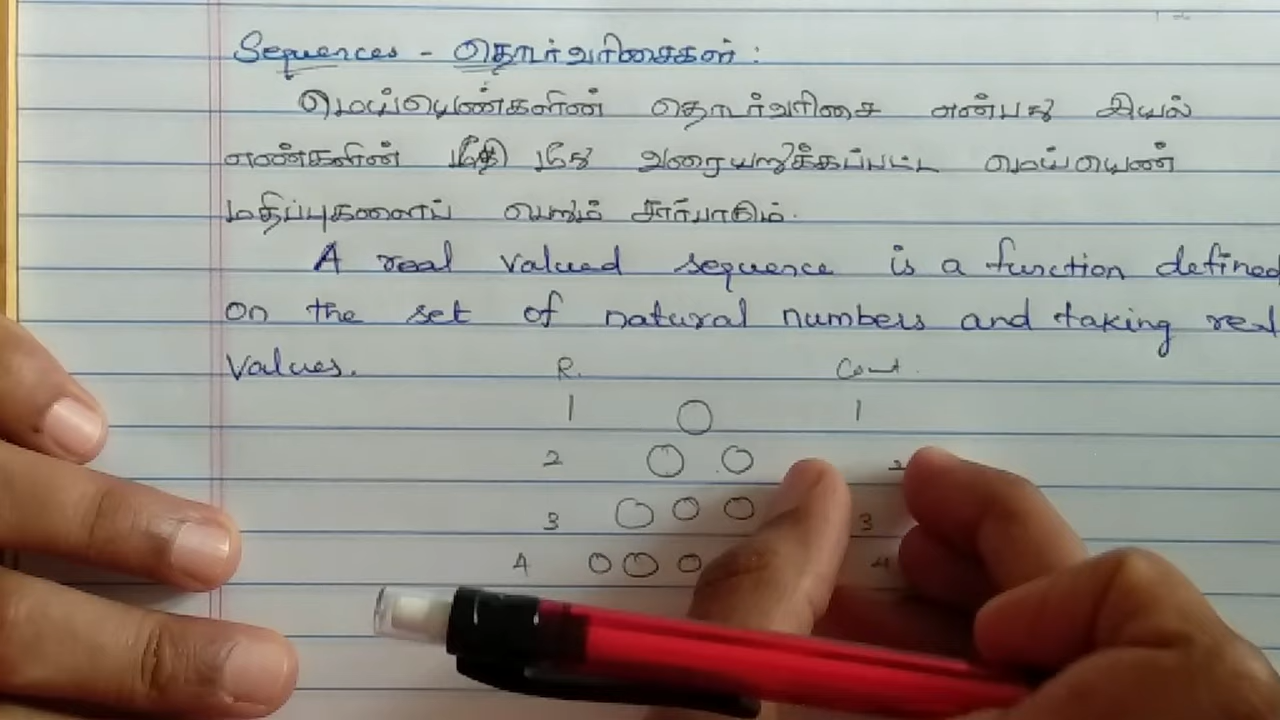 Sequences - தொடர்வரிசைகள் :
மெய்யெண்களின் தொடர்வரிசை என்பது இயல்
எண்களின் மீது வரையறுக்கப்பட்ட மெய்யெண்
மதிப்புகளைப் பெறும் சார்பாகும்.
A real valued sequence is a function defined
on the set of natural numbers and taking real
values. R. Count.
1 1
2 2
3 3
4 4